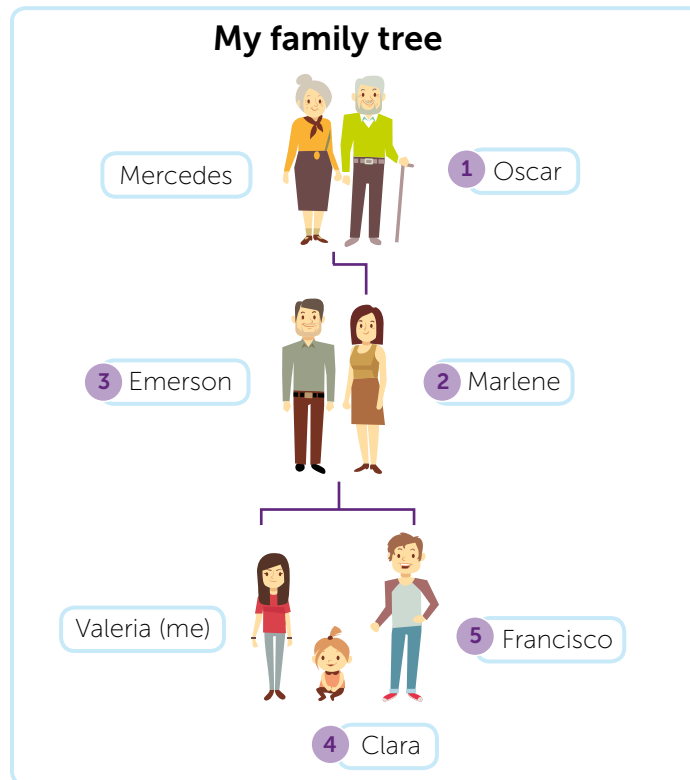 My family tree
Mercedes
1 Oscar
3 Emerson
2 Marlene
Valeria (me)
5 Francisco
4 Clara